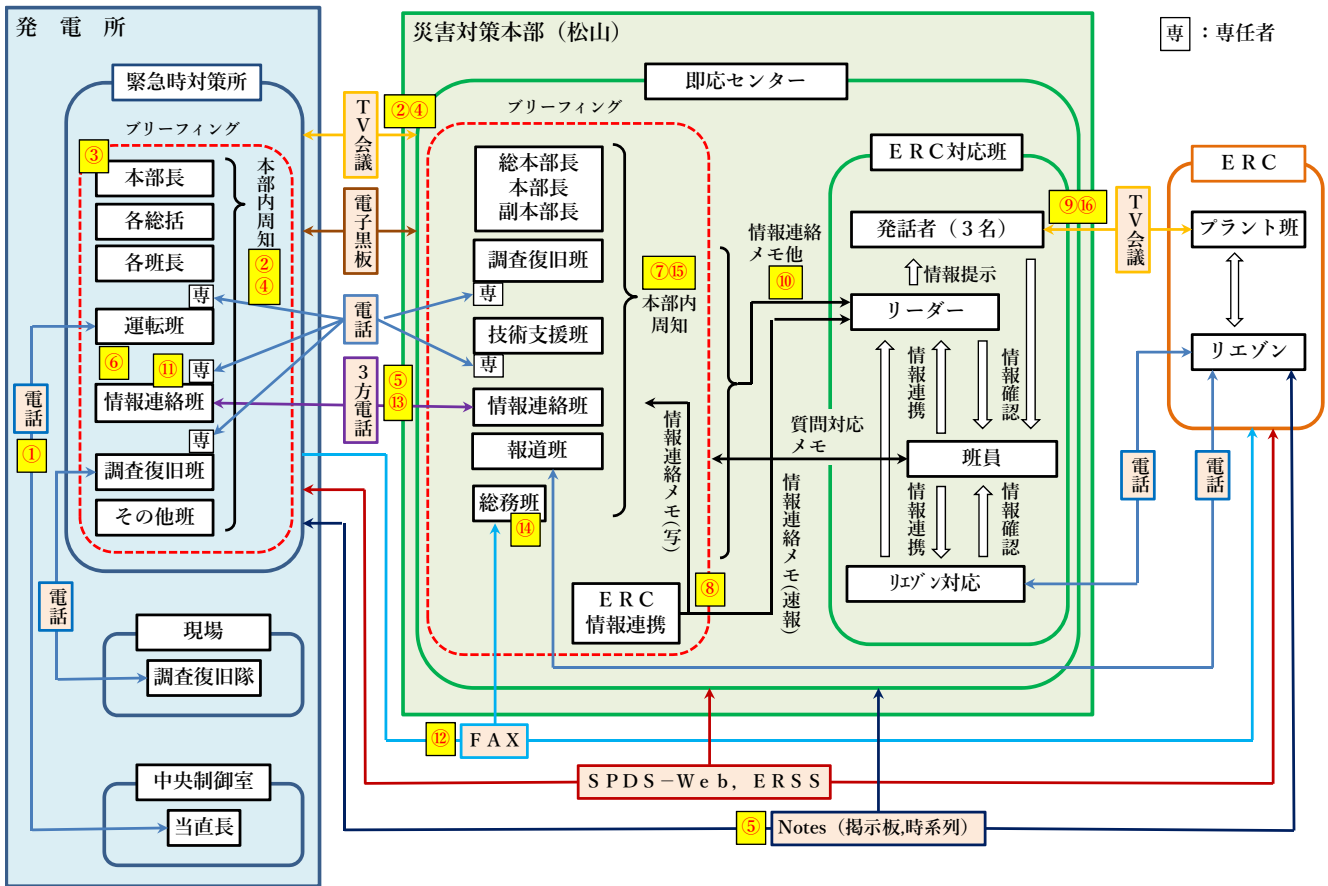 発 電 所
緊急時対策所
ブリーフィング
③
本部長
各総括
各班長
専
運転班
⑥
⑪
専
情報連絡班
専
調査復旧班
その他班
本部内周知
②
④
電話
①
電話
現場
調査復旧隊
中央制御室
当直長
TV会議
②④
電子黒板
電話
3方電話
⑤
⑬
災害対策本部（松山）
即応センター
ブリーフィング
総本部長
本部長
副本部長
調査復旧班
専
技術支援班
専
情報連絡班
報道班
総務班
⑭
⑦⑮
本部内
周知
情報連絡メモ(写)
ERC
情報連携
⑧
情報連絡
メモ他
⑩
質問対応
メモ
情報連絡メモ(速報)
ERC対応班
発話者（３名）
情報提示
リーダー
情報連携
情報確認
班員
情報連携
情報確認
ﾘｴｿﾞﾝ対応
⑨⑯
TV会議
専：専任者
ERC
プラント班
リエゾン
電話
電話
⑫
FAX
SPDS－Web，ERSS
⑤
Notes（掲示板,時系列）